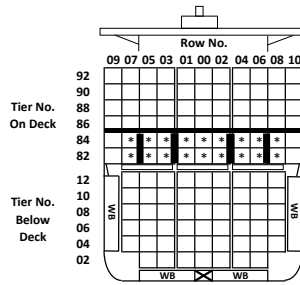 Row No.
09 07 05 03 01 00 02 04 06 08 10
92
90
Tier No. 88
On Deck 86
84 * * * * * * * * *
82 * * * * * * * * *
12
Tier No. 10
Below 08
Deck 06
04
02
WB WB
WB WB